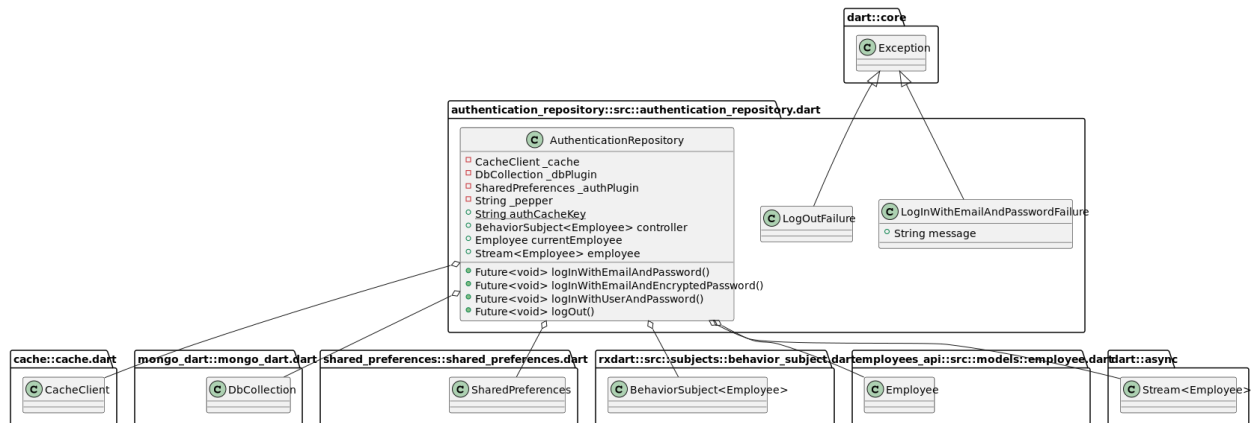 dart::core
C Exception
authentication_repository::src::authentication_repository.dart
C AuthenticationRepository
CacheClient _cache
DbCollection _dbPlugin
SharedPreferences _authPlugin
String _pepper
String authCacheKey
BehaviorSubject<Employee> controller
Employee currentEmployee
Stream<Employee> employee
Future<void> logInWithEmailAndPassword()
Future<void> logInWithEmailAndEncryptedPassword()
Future<void> logInWithUserAndPassword()
Future<void> logOut()
C LogOutFailure
C LogInWithEmailAndPasswordFailure
String message
cache::cache.dart
C CacheClient
mongo_dart::mongo_dart.dart
C DbCollection
shared_preferences::shared_preferences.dart
C SharedPreferences
rxdart::src::subjects::behavior_subject.dart
C BehaviorSubject<Employee>
employees_api::src::models::employee.dart
C Employee
dart::async
C Stream<Employee>